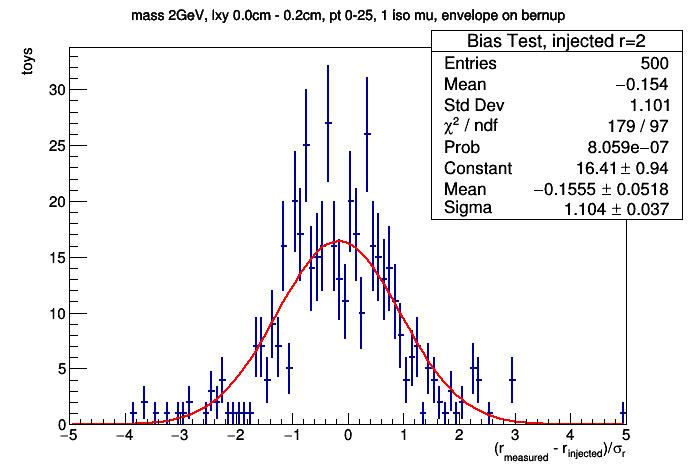 mass 2GeV, lxy 0.0cm - 0.2cm, pt 0-25, 1 iso mu, envelope on bernup
Bias Test, injected r=2
Entries 500
Mean −0.154
Std Dev 1.101
χ² / ndf 179 / 97
Prob 8.059e−07
Constant 16.41 ± 0.94
Mean −0.1555 ± 0.0518
Sigma 1.104 ± 0.037
toys
30
25
20
15
10
5
0
−5 −4 −3 −2 −1 0 1 2 3 4 5
(r_measured - r_injected)/σ_r